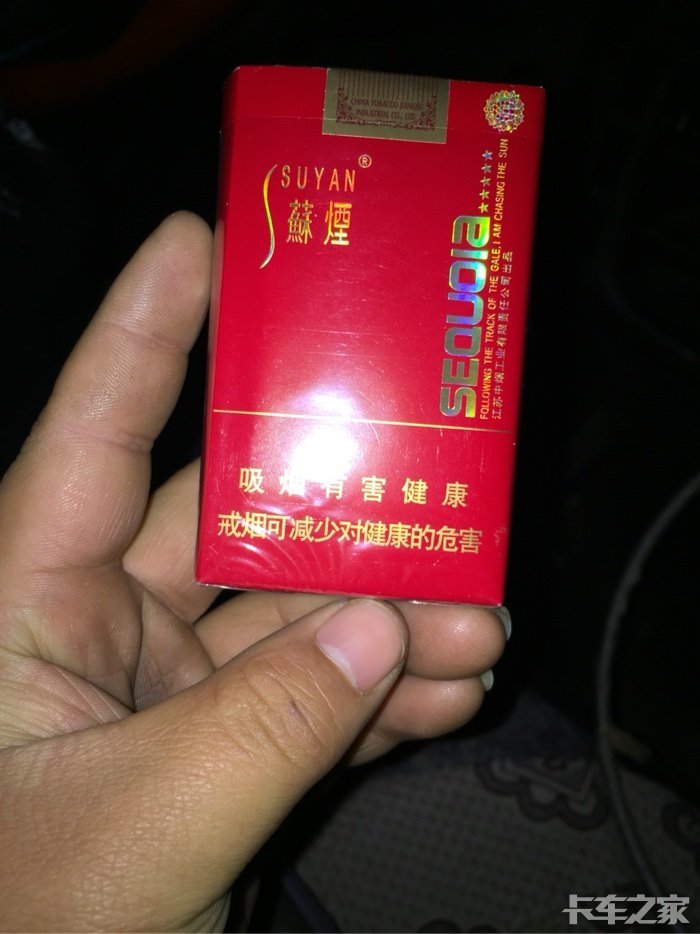 CHINA TOBACCO JIANGSU
INDUSTRIAL CO., LTD.
SUYAN®
蘇煙
SEQUOIA★★★★★
FOLLOWING THE TRACK OF THE GALE, I AM CHASING THE SUN
江苏中烟工业有限责任公司出品
吸烟有害健康
戒烟可减少对健康的危害
卡车之家